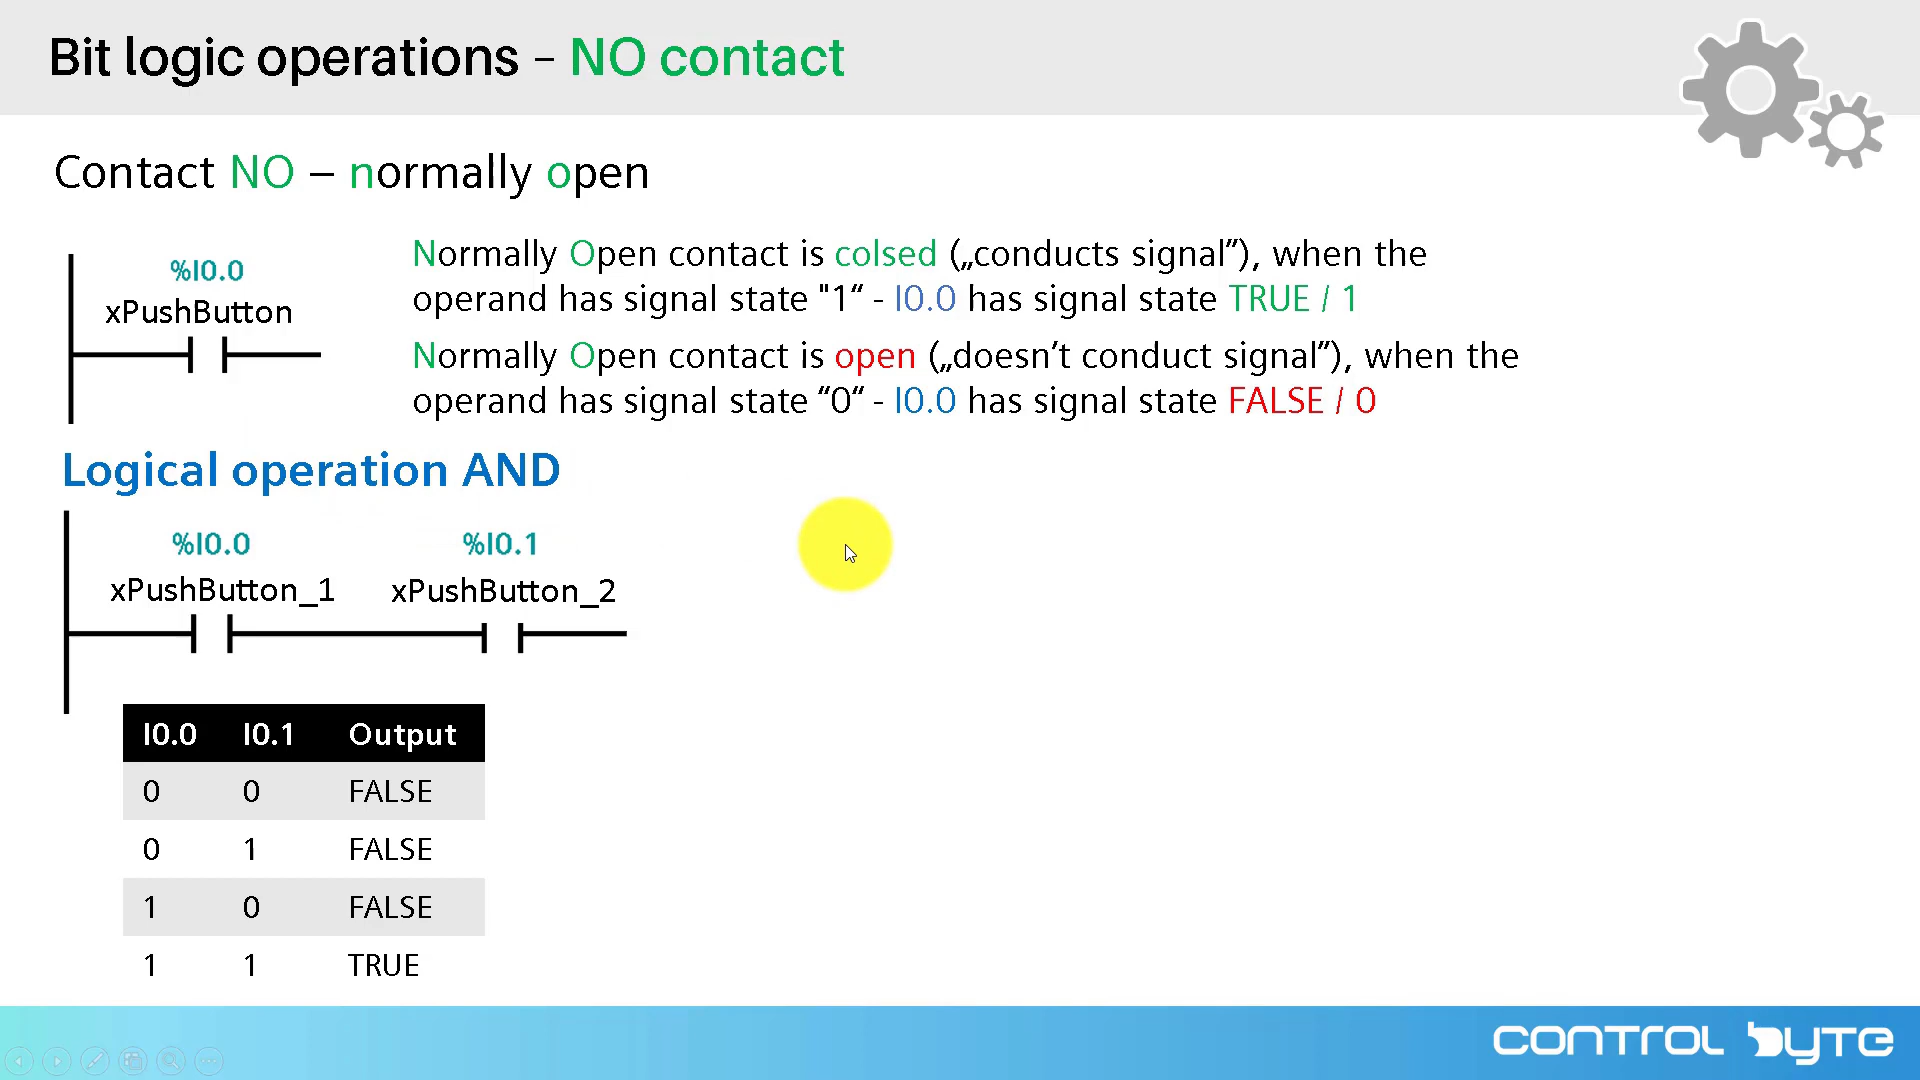 Bit logic operations – NO contact
Contact NO – normally open
%I0.0
xPushButton
Normally Open contact is colsed („conducts signal”), when the
operand has signal state "1“ - I0.0 has signal state TRUE / 1
Normally Open contact is open („doesn’t conduct signal”), when the
operand has signal state “0“ - I0.0 has signal state FALSE / 0
Logical operation AND
%I0.0 %I0.1
xPushButton_1 xPushButton_2
I0.0 I0.1 Output
0 0 FALSE
0 1 FALSE
1 0 FALSE
1 1 TRUE
CONTROL BYTE